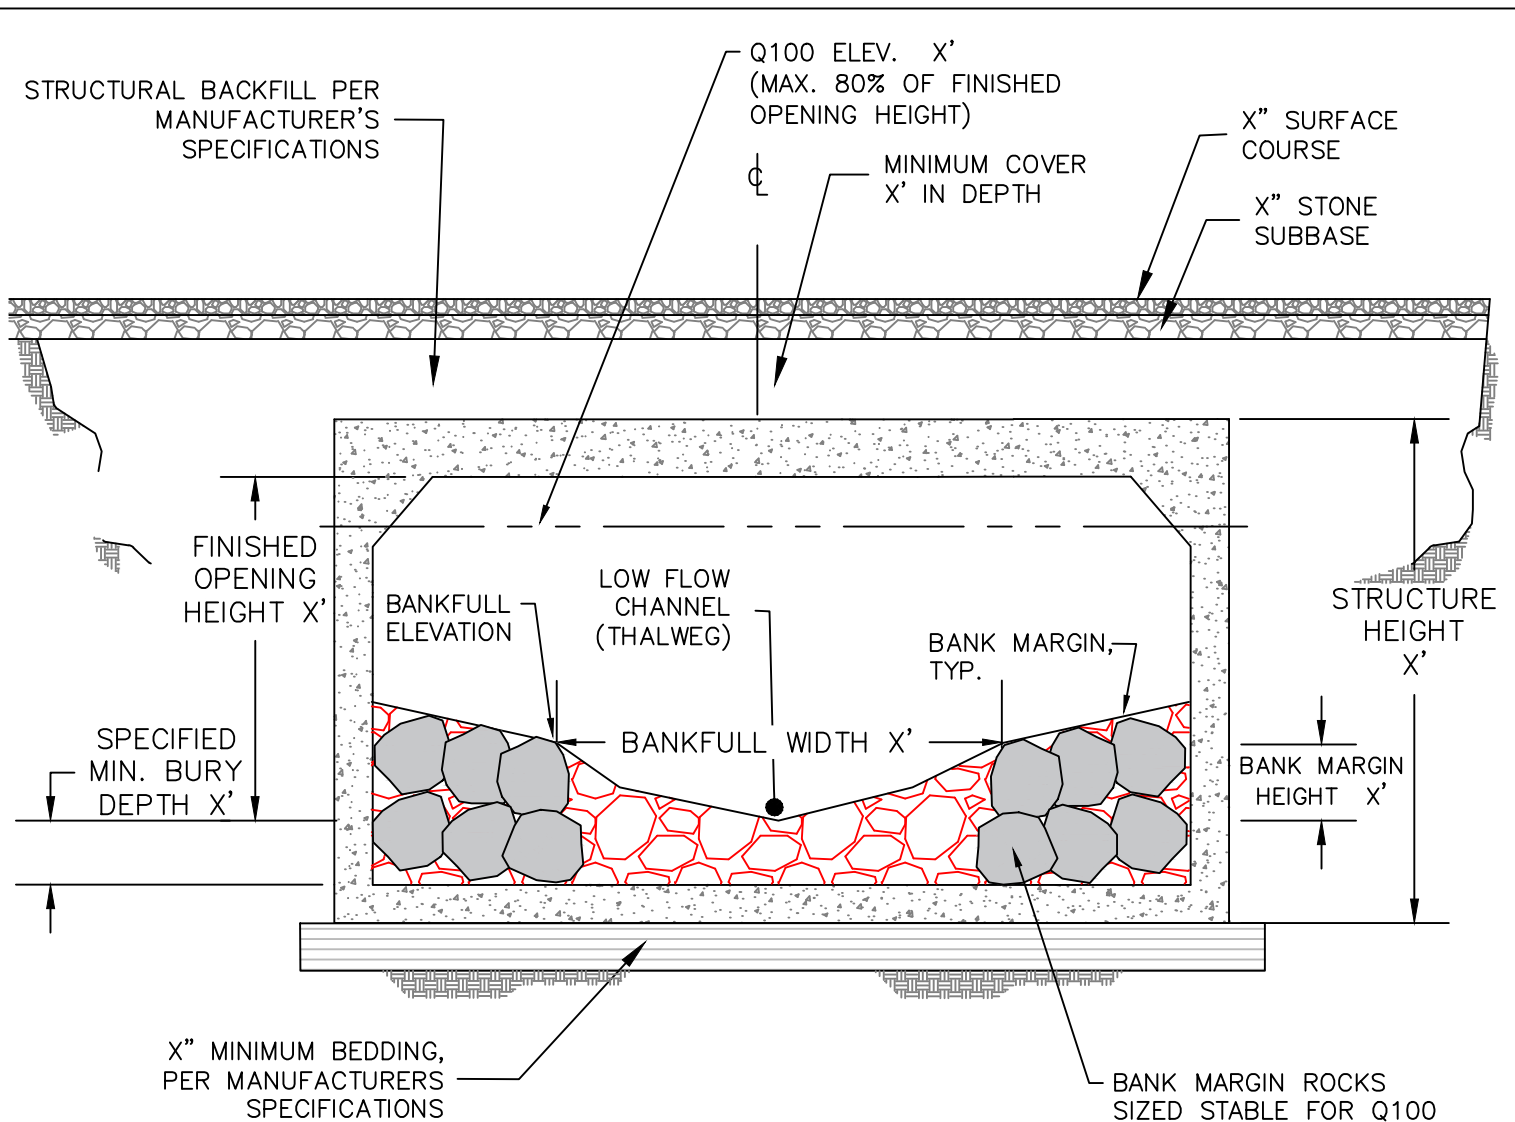 Q100 ELEV. X'
(MAX. 80% OF FINISHED
OPENING HEIGHT)
STRUCTURAL BACKFILL PER
MANUFACTURER'S
SPECIFICATIONS
X" SURFACE
COURSE
℄
MINIMUM COVER
X' IN DEPTH
X" STONE
SUBBASE
FINISHED
OPENING
HEIGHT X'
LOW FLOW
CHANNEL
(THALWEG)
BANKFULL
ELEVATION
BANK MARGIN,
TYP.
STRUCTURE
HEIGHT
X'
SPECIFIED
MIN. BURY
DEPTH X'
BANKFULL WIDTH X'
BANK MARGIN
HEIGHT X'
X" MINIMUM BEDDING,
PER MANUFACTURERS
SPECIFICATIONS
BANK MARGIN ROCKS
SIZED STABLE FOR Q100